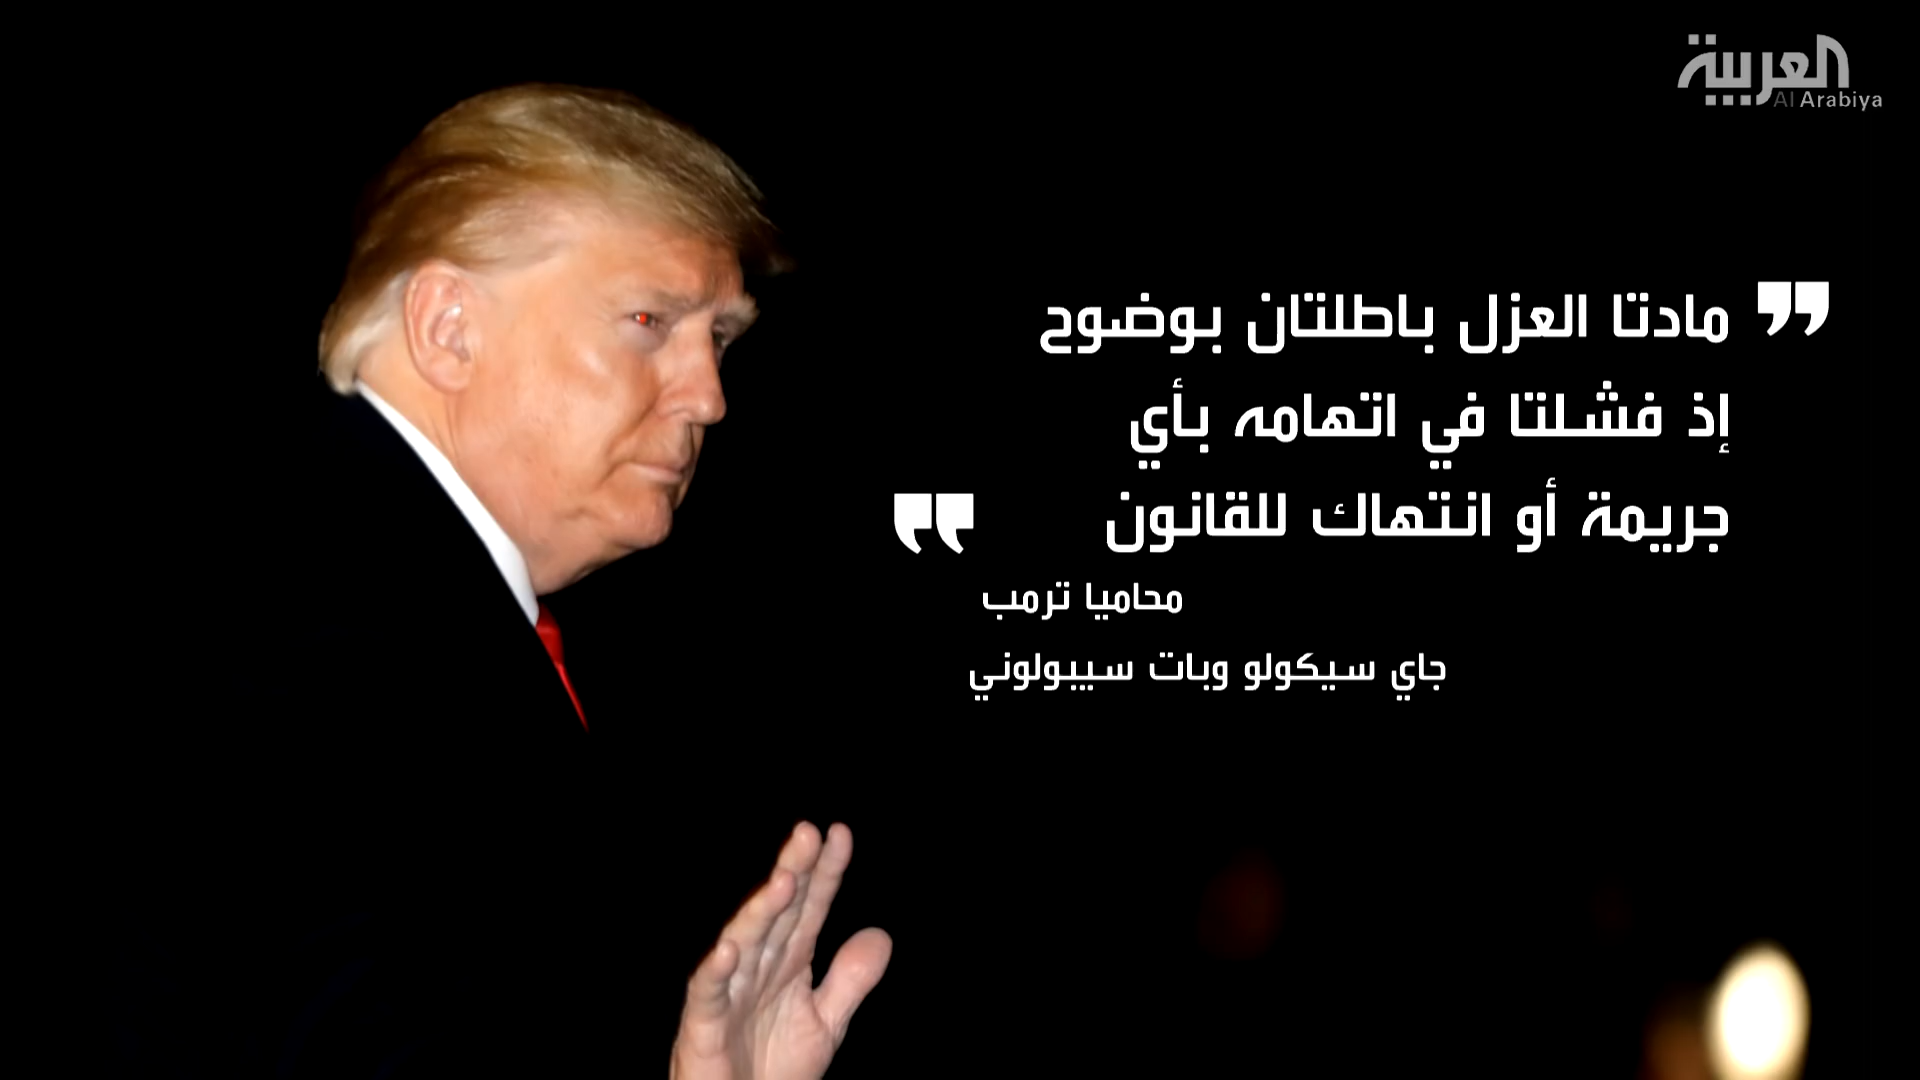 العربية
Al Arabiya
مادتا العزل باطلتان بوضوح
إذ فشلتا في اتهامه بأي
جريمة أو انتهاك للقانون
محاميا ترمب
جاي سيكولو وبات سيبولوني